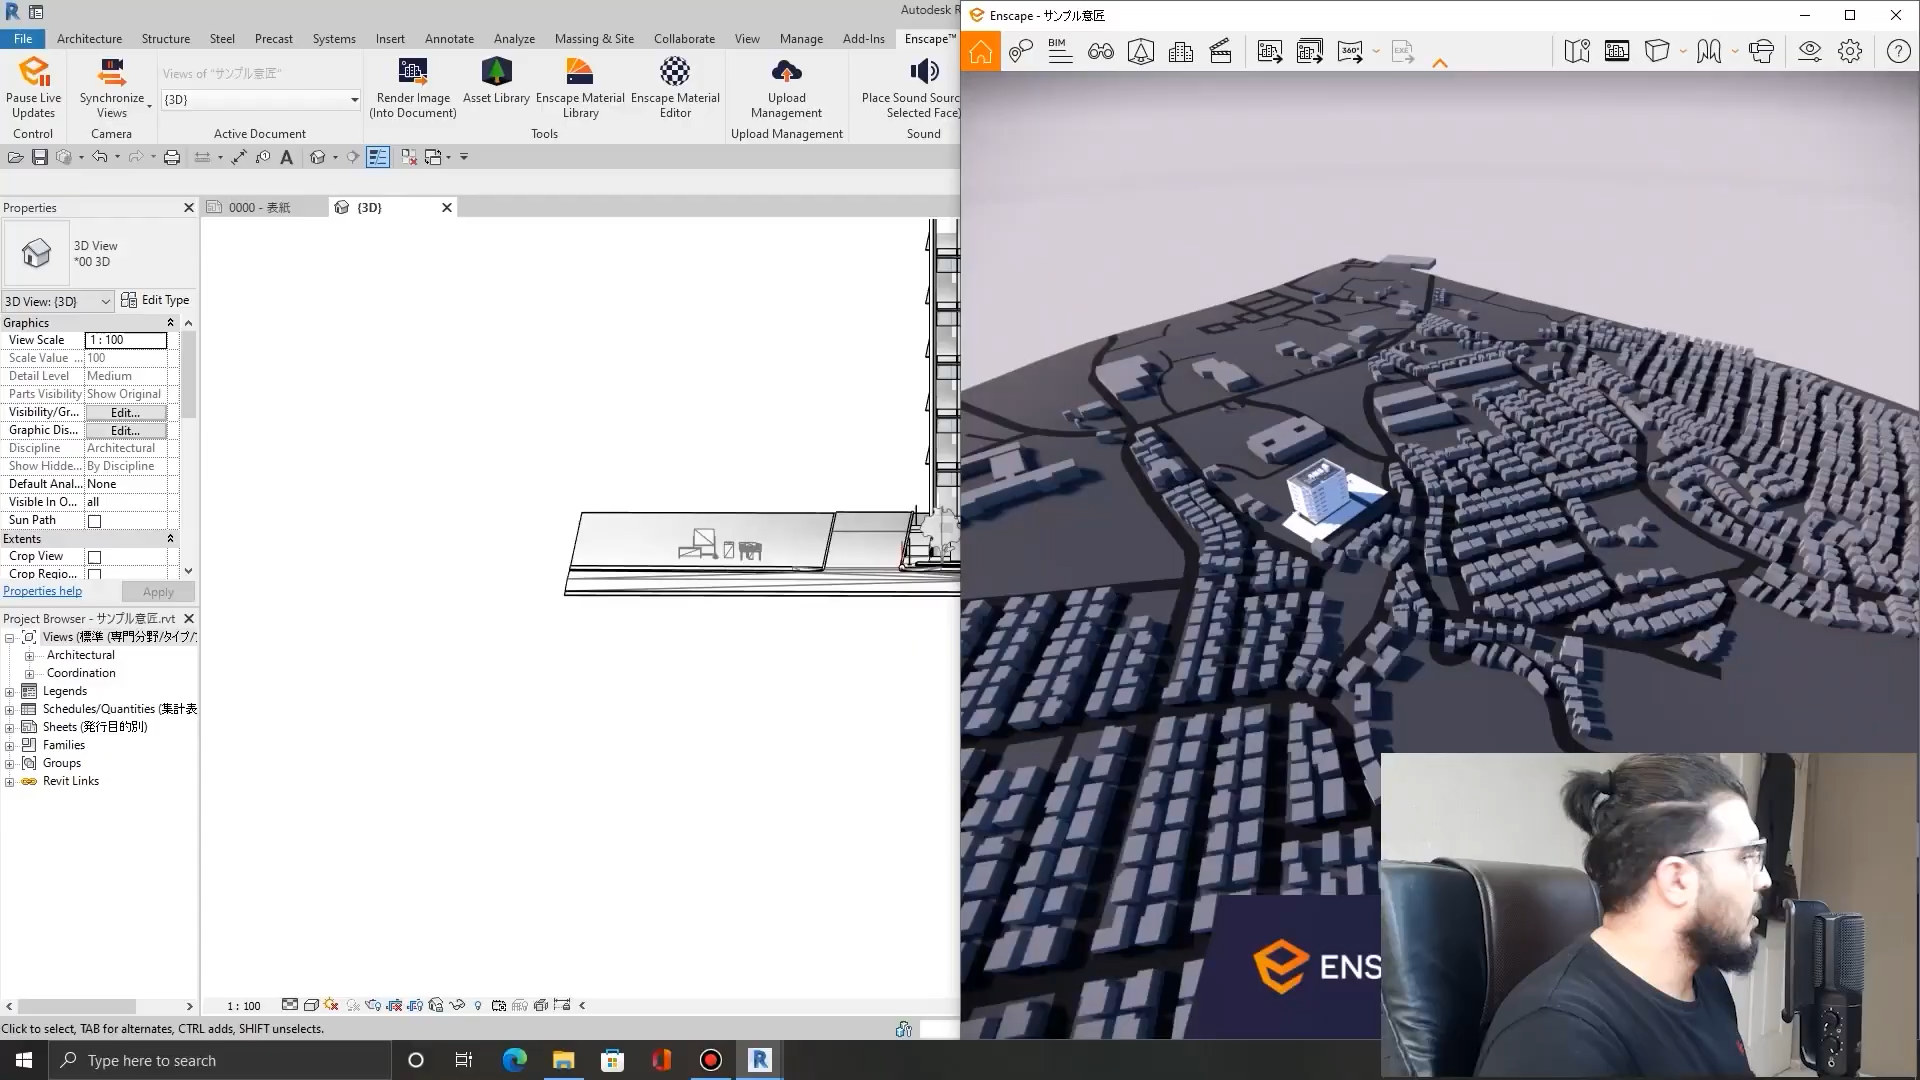 Autodesk R
Enscape - サンプル意匠
File
Architecture
Structure
Steel
Precast
Systems
Insert
Annotate
Analyze
Massing & Site
Collaborate
View
Manage
Add-Ins
Enscape™
BIM
360°
EXE
Pause Live
Updates
Synchronize
Views
Views of "サンプル意匠"
{3D}
Render Image
(Into Document)
Asset Library
Enscape Material
Library
Enscape Material
Editor
Upload
Management
Place Sound Sourc
Selected Face)
Control
Camera
Active Document
Tools
Upload Management
Sound
Properties
0000 - 表紙
{3D}
3D View
*00 3D
3D View: {3D}
Edit Type
Graphics
View Scale
1 : 100
Scale Value ...
100
Detail Level
Medium
Parts Visibility
Show Original
Visibility/Gr...
Edit...
Graphic Dis...
Edit...
Discipline
Architectural
Show Hidde...
By Discipline
Default Anal...
None
Visible In O...
all
Sun Path
Extents
Crop View
Crop Regio...
Properties help
Apply
Project Browser - サンプル意匠.rvt
Views (標準 (専門分野/タイプ/
Architectural
Coordination
Legends
Schedules/Quantities (集計表
Sheets (発行目的別)
Families
Groups
Revit Links
1 : 100
ENS
Click to select, TAB for alternates, CTRL adds, SHIFT unselects.
Type here to search